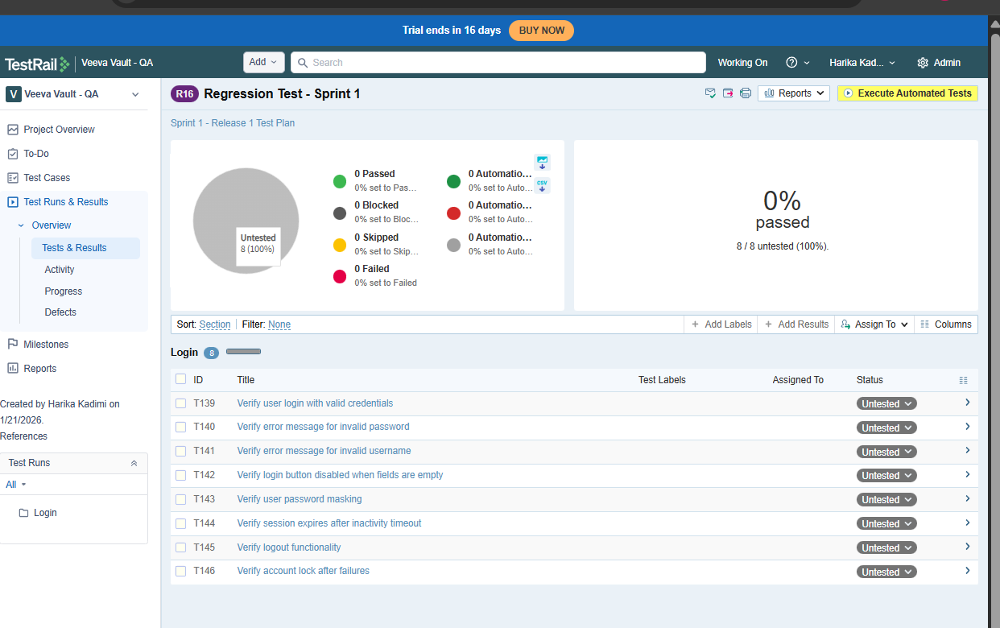 Trial ends in 16 days BUY NOW
TestRail Veeva Vault - QA Add Search Working On Harika Kad... Admin
V Veeva Vault - QA
Project Overview
To-Do
Test Cases
Test Runs & Results
Overview
Tests & Results
Activity
Progress
Defects
Milestones
Reports
Created by Harika Kadimi on
1/21/2026.
References
Test Runs
All
Login
R16 Regression Test - Sprint 1 Reports Execute Automated Tests
Sprint 1 - Release 1 Test Plan
Untested
8 (100%)
0 Passed
0% set to Pas...
0 Blocked
0% set to Bloc...
0 Skipped
0% set to Skip...
0 Failed
0% set to Failed
0 Automatio...
0% set to Auto...
0 Automatio...
0% set to Auto...
0 Automatio...
0% set to Auto...
CSV
0%
passed
8 / 8 untested (100%).
Sort: Section Filter: None + Add Labels + Add Results Assign To Columns
Login 8
ID Title Test Labels Assigned To Status
T139 Verify user login with valid credentials Untested
T140 Verify error message for invalid password Untested
T141 Verify error message for invalid username Untested
T142 Verify login button disabled when fields are empty Untested
T143 Verify user password masking Untested
T144 Verify session expires after inactivity timeout Untested
T145 Verify logout functionality Untested
T146 Verify account lock after failures Untested